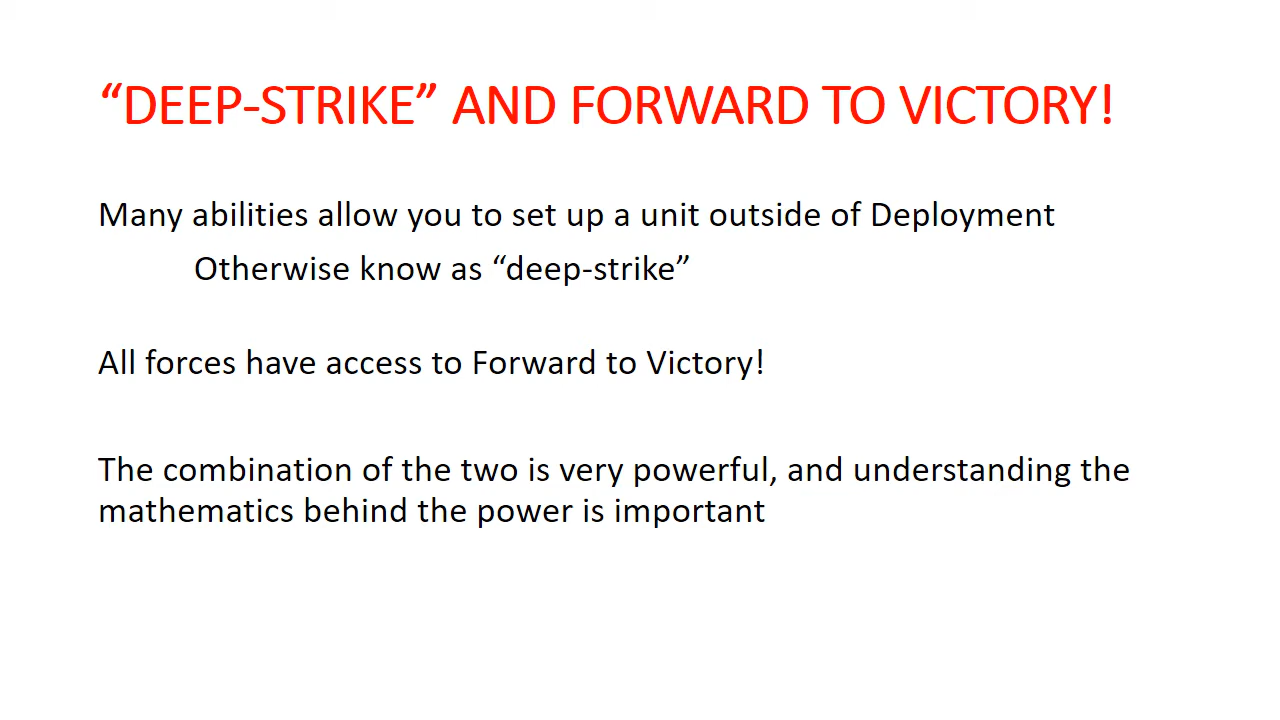 “DEEP-STRIKE” AND FORWARD TO VICTORY!
Many abilities allow you to set up a unit outside of Deployment
Otherwise know as “deep-strike”
All forces have access to Forward to Victory!
The combination of the two is very powerful, and understanding the
mathematics behind the power is important